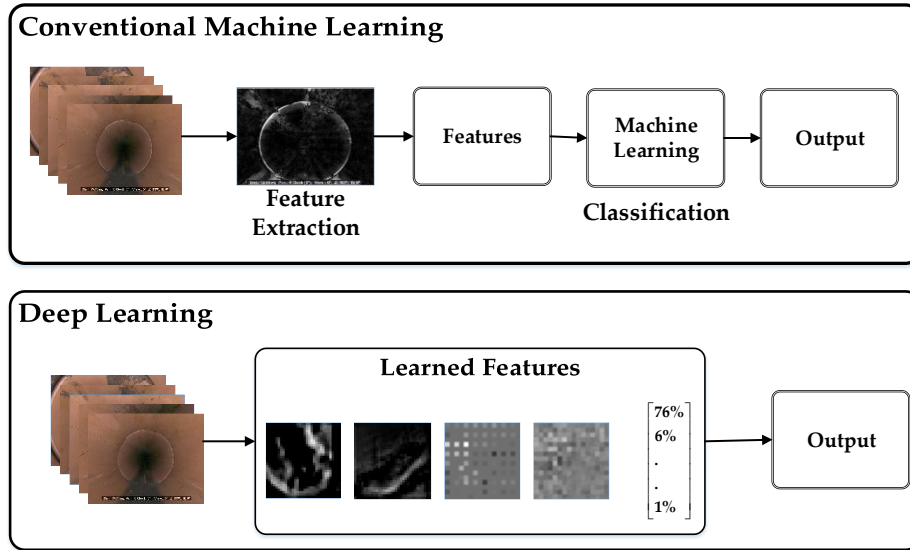 Conventional Machine Learning
Features
Machine
Learning
Output
Feature
Extraction
Classification
Deep Learning
Learned Features
76%
6%
.
.
1%
Output